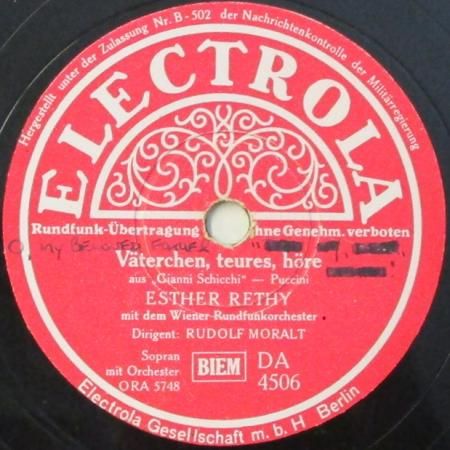 Hergestellt unter der Zulassung Nr. B-502 der Nachrichtenkontrolle der Militärregierung
ELECTROLA
Rundfunk-Übertragung hne Genehm. verboten
O, my BELOVED FATHER
Väterchen, teures, höre
aus „Gianni Schicchi" — Puccini
ESTHER RETHY
mit dem Wiener Rundfunkorchester
Dirigent: RUDOLF MORALT
Sopran
mit Orchester
ORA 5748
BIEM
DA
4506
Electrola Gesellschaft m. b. H Berlin